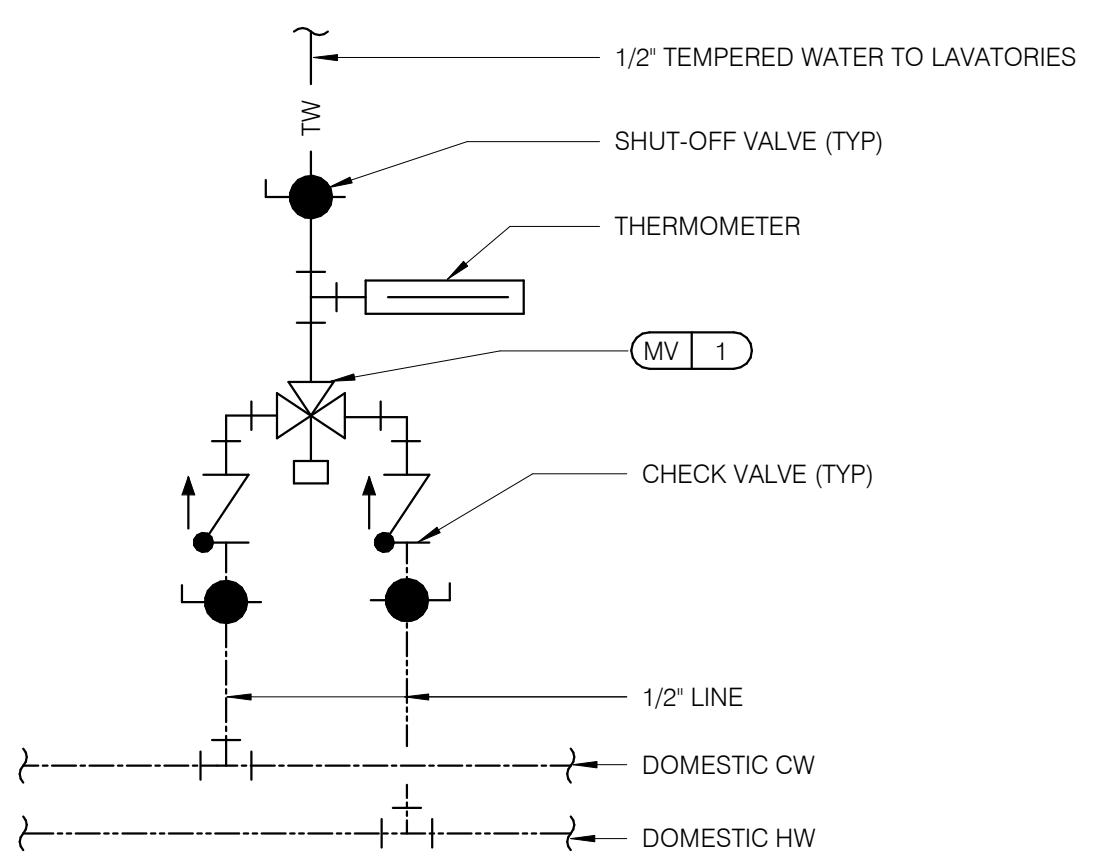 1/2" TEMPERED WATER TO LAVATORIES
TW
SHUT-OFF VALVE (TYP)
THERMOMETER
MV 1
CHECK VALVE (TYP)
1/2" LINE
DOMESTIC CW
DOMESTIC HW